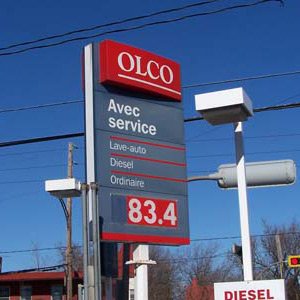 OLCO
Avec
service
Lave-auto
Diesel
Ordinaire
83.4
DIESEL